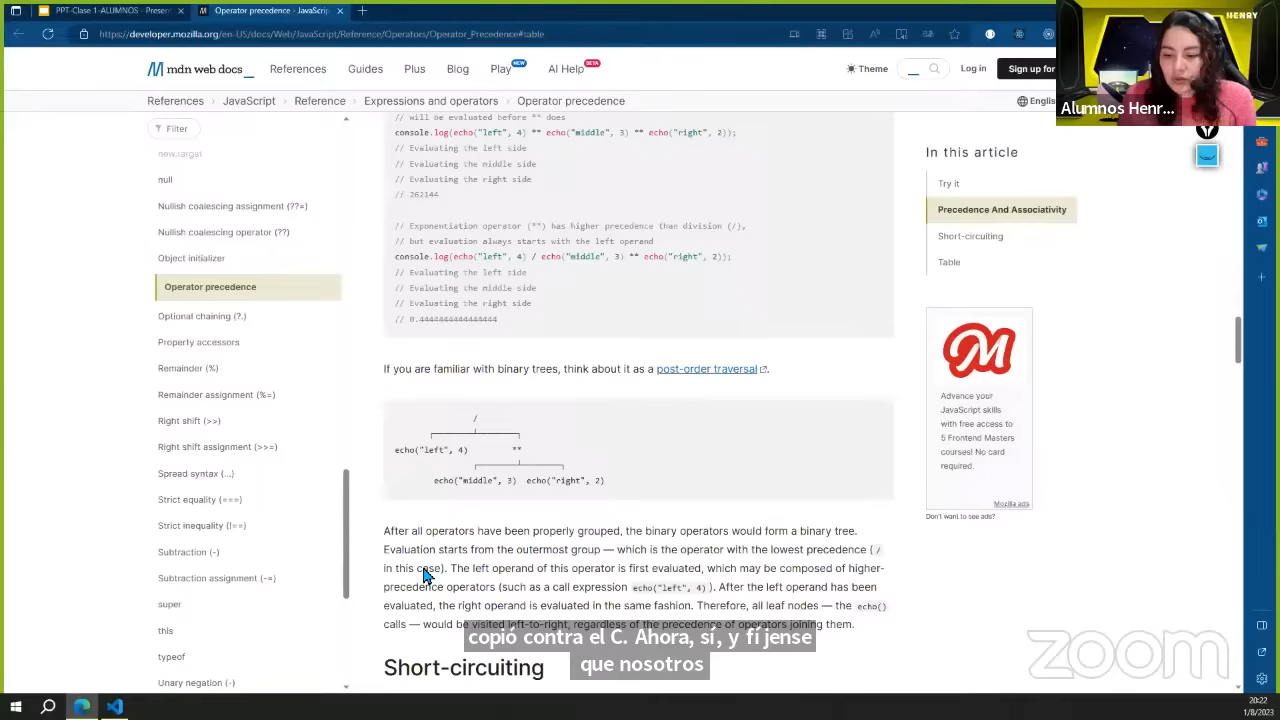 PPT-Clase 1-ALUMNOS - Presenta
Operator precedence - JavaScri
https://developer.mozilla.org/en-US/docs/Web/JavaScript/Reference/Operators/Operator_Precedence#table
HENRY
Alumnos Henr...
mdn web docs_
References
Guides
Plus
Blog
Play NEW
AI Help BETA
Theme
Log in
Sign up for
References > JavaScript > Reference > Expressions and operators > Operator precedence
Englis
Filter
new.target
null
Nullish coalescing assignment (??=)
Nullish coalescing operator (??)
Object initializer
Operator precedence
Optional chaining (?.)
Property accessors
Remainder (%)
Remainder assignment (%=)
Right shift (>>)
Right shift assignment (>>=)
Spread syntax (...)
Strict equality (===)
Strict inequality (!==)
Subtraction (-)
Subtraction assignment (-=)
super
this
typeof
Unary negation (-)
// will be evaluated before ** does
console.log(echo("left", 4) ** echo("middle", 3) ** echo("right", 2));
// Evaluating the left side
// Evaluating the middle side
// Evaluating the right side
// 262144
// Exponentiation operator (**) has higher precedence than division (/),
// but evaluation always starts with the left operand
console.log(echo("left", 4) / echo("middle", 3) ** echo("right", 2));
// Evaluating the left side
// Evaluating the middle side
// Evaluating the right side
// 0.4444444444444444
If you are familiar with binary trees, think about it as a post-order traversal.
/
echo("left", 4) **
echo("middle", 3) echo("right", 2)
After all operators have been properly grouped, the binary operators would form a binary tree.
Evaluation starts from the outermost group — which is the operator with the lowest precedence ( /
in this case). The left operand of this operator is first evaluated, which may be composed of higher-
precedence operators (such as a call expression echo("left", 4) ). After the left operand has been
evaluated, the right operand is evaluated in the same fashion. Therefore, all leaf nodes — the echo()
calls — would be visited left-to-right, regardless of the precedence of operators joining them.
Short-circuiting
In this article
Try it
Precedence And Associativity
Short-circuiting
Table
M
Advance your
JavaScript skills
with free access to
5 Frontend Masters
courses! No card
required.
Mozilla ads
Don't want to see ads?
copió contra el C. Ahora, sí, y fíjense
que nosotros
zoom
20:22
1/8/2023